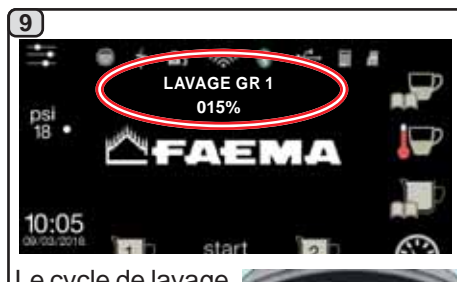 9
LAVAGE GR 1
015%
psi
18
FAEMA
10:05
09/03/2018
1
start
2
Le cycle de lavage